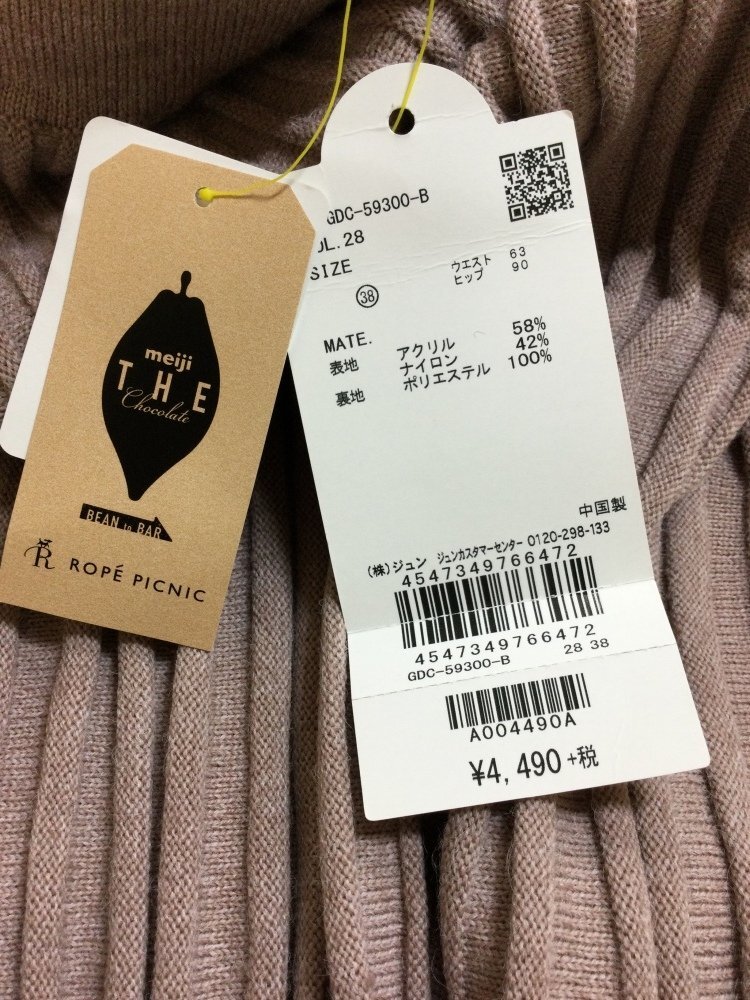 meiji
THE
Chocolate
BEAN to BAR
R
ROPÉ PICNIC
GDC-59300-B
OL.28
SIZE
38
ウエスト 63
ヒップ 90
MATE.
表地 アクリル 58%
ナイロン 42%
裏地 ポリエステル 100%
中国製
(株)ジュン ジュンカスタマーセンター 0120-298-133
4547349766472
4547349766472
GDC-59300-B 28 38
A004490A
¥4,490+税